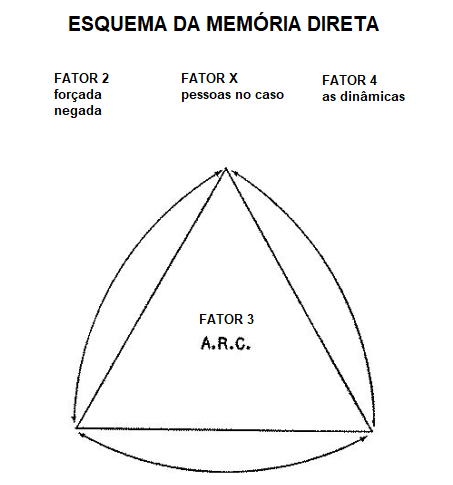 ESQUEMA DA MEMÓRIA DIRETA
FATOR 2
forçada
negada
FATOR X
pessoas no caso
FATOR 4
as dinâmicas
FATOR 3
A.R.C.